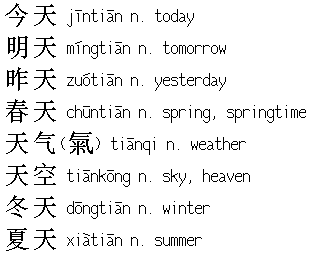 今天 jīntiān n. today
明天 míngtiān n. tomorrow
昨天 zuótiān n. yesterday
春天 chūntiān n. spring, springtime
天气(氣) tiānqi n. weather
天空 tiānkōng n. sky, heaven
冬天 dōngtiān n. winter
夏天 xiàtiān n. summer